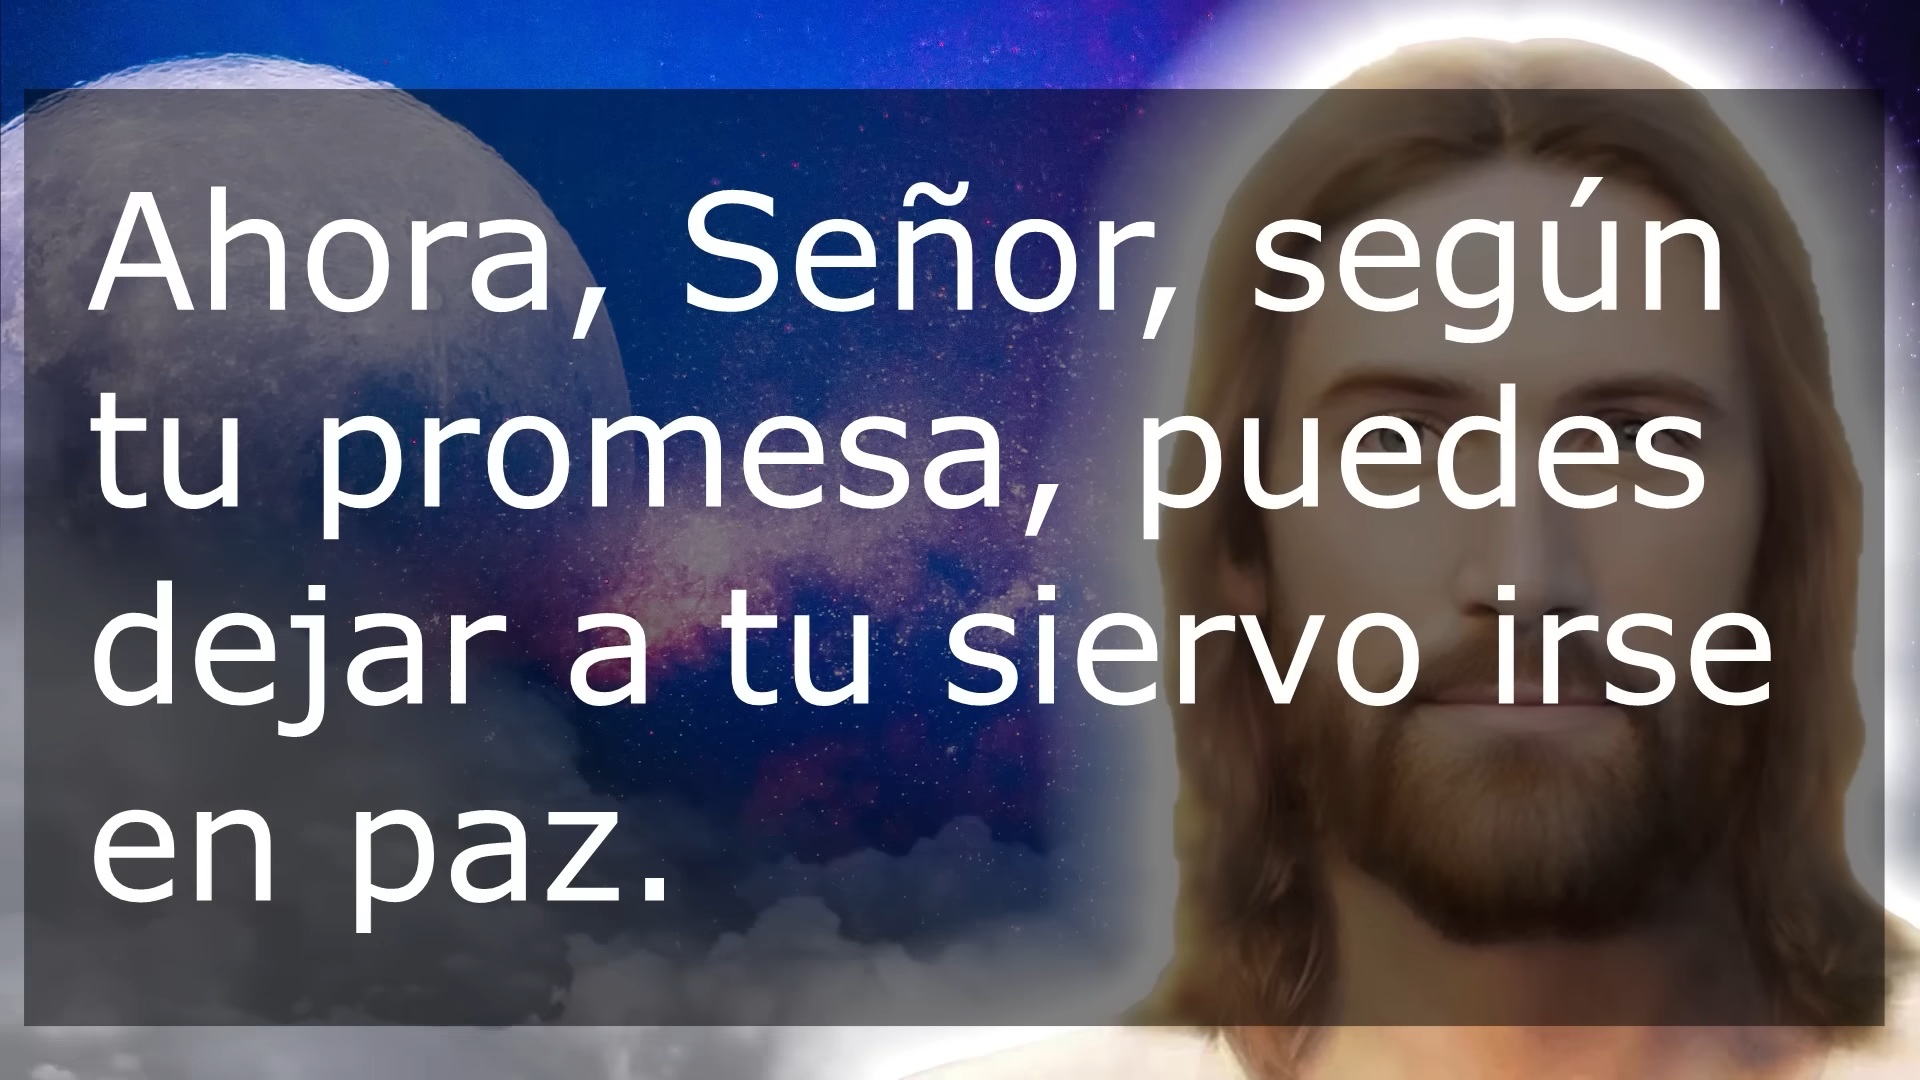 Ahora, Señor, según
tu promesa, puedes
dejar a tu siervo irse
en paz.